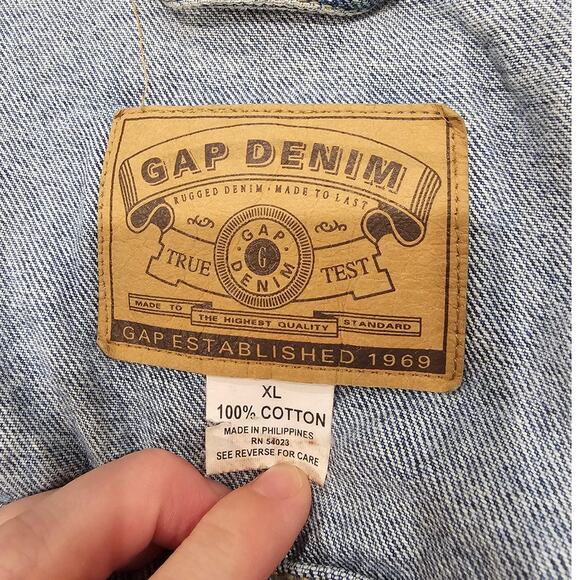 GAP DENIM
RUGGED DENIM · MADE TO LAST
TRUE GAP DENIM TEST
G
MADE TO THE HIGHEST QUALITY STANDARD
GAP ESTABLISHED 1969
XL
100% COTTON
MADE IN PHILIPPINES
RN 54023
SEE REVERSE FOR CARE